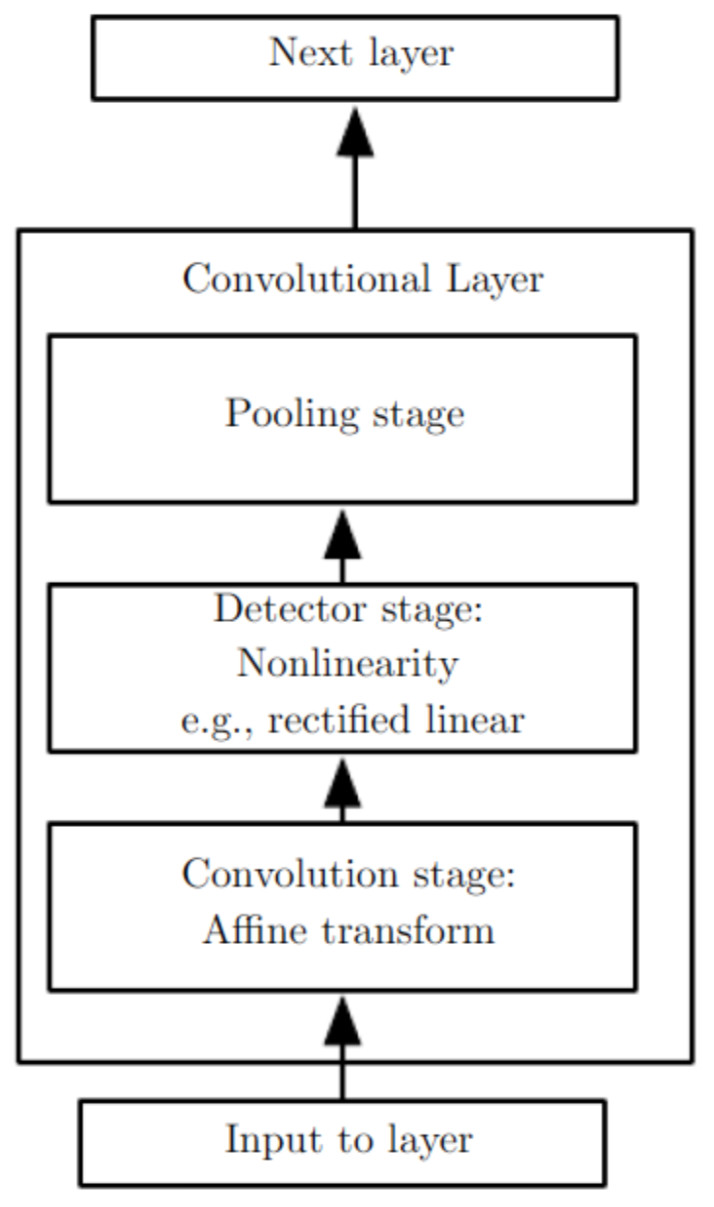 Next layer
Convolutional Layer
Pooling stage
Detector stage:
Nonlinearity
e.g., rectified linear
Convolution stage:
Affine transform
Input to layer